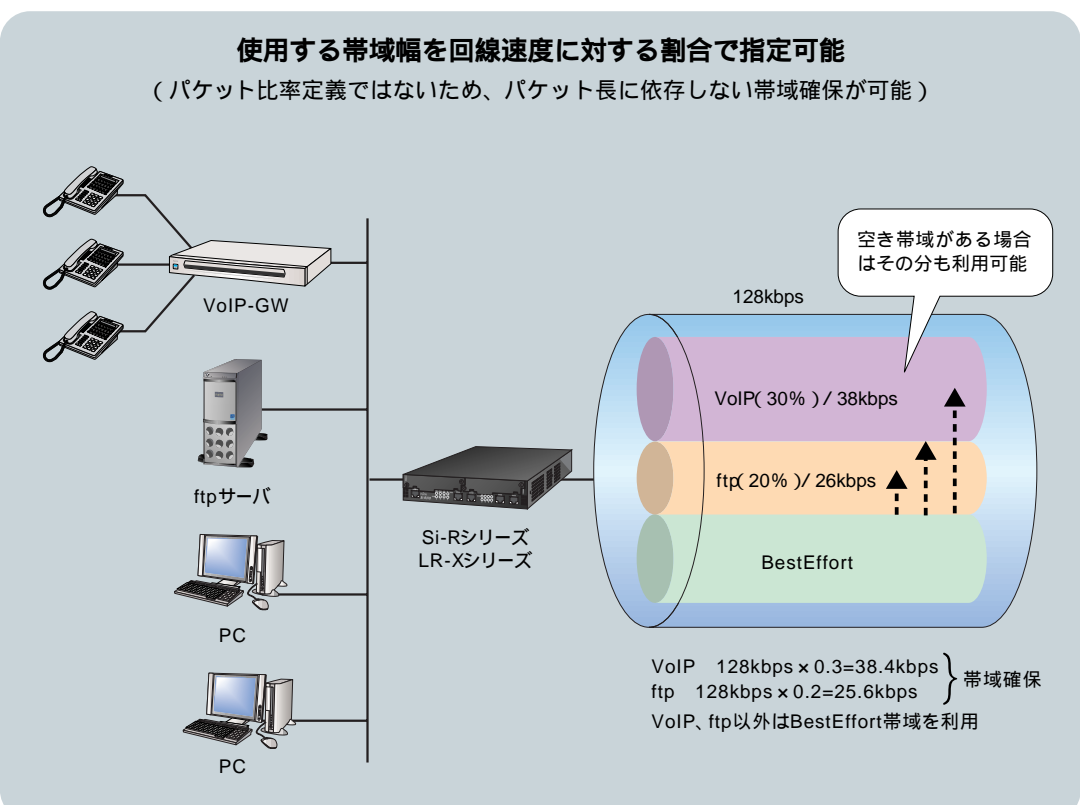 使用する帯域幅を回線速度に対する割合で指定可能
(パケット比率定義ではないため、パケット長に依存しない帯域確保が可能)
空き帯域がある場合
はその分も利用可能
128kbps
VoIP-GW
VoIP(30%)/38kbps
ftp(20%)/26kbps
ftpサーバ
Si-Rシリーズ
LR-Xシリーズ
BestEffort
PC
VoIP 128kbps×0.3=38.4kbps
ftp 128kbps×0.2=25.6kbps
帯域確保
VoIP、ftp以外はBestEffort帯域を利用
PC